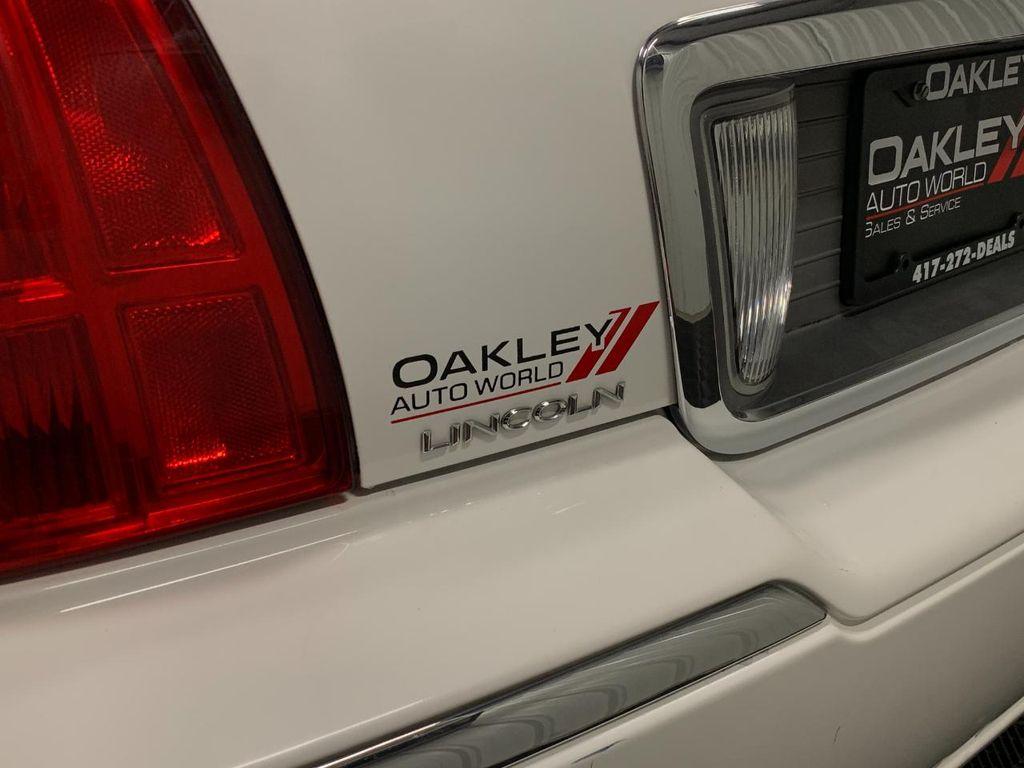 OAKLEY
AUTO WORLD
LINCOLN
OAKLEY
OAKLEY
AUTO WORLD
SALES & SERVICE
417-272-DEALS